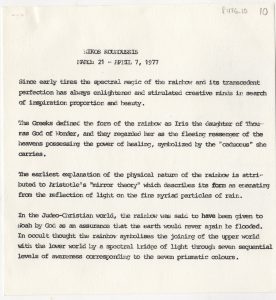 P1176.10
10
NIKOS KOUROUSSIS
MARCH 21 - APRIL 7, 1977
Since early times the spectral magic of the rainbow and its transcendent
perfection has always enlightened and stimulated creative minds in search
of inspiration proportion and beauty.
The Greeks defined the form of the rainbow as Iris the daughter of Thou-
mas God of Wonder, and they regarded her as the fleeing messenger of the
heavens possessing the power of healing, symbolized by the "caduceus" she
carries.
The earliest explanation of the physical nature of the rainbow is attri-
buted to Aristotle's "mirror theory" which describes its form as emanating
from the reflection of light on the fine myriad particles of rain.
In the Judeo-Christian world, the rainbow was said to have been given to
Noah by God as an assurance that the earth would never again be flooded.
In occult thought the rainbow symbolizes the joining of the upper world
with the lower world by a spectral bridge of light through seven sequential
levels of awareness corresponding to the seven prismatic colours.